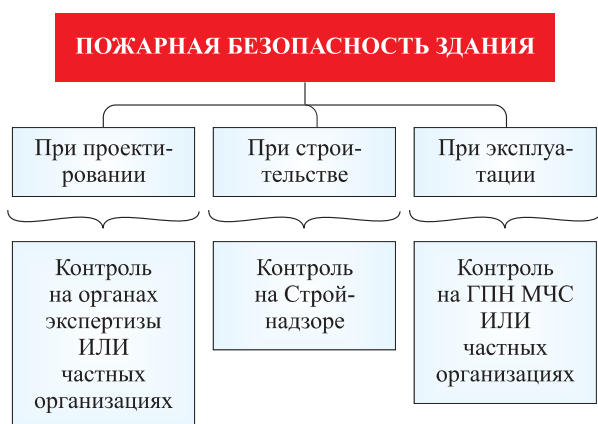 ПОЖАРНАЯ БЕЗОПАСНОСТЬ ЗДАНИЯ
При проекти-
ровании
При строи-
тельстве
При эксплуа-
тации
Контроль
на органах
экспертизы
ИЛИ
частных
организациях
Контроль
на Строй-
надзоре
Контроль
на ГПН МЧС
ИЛИ
частных
организациях